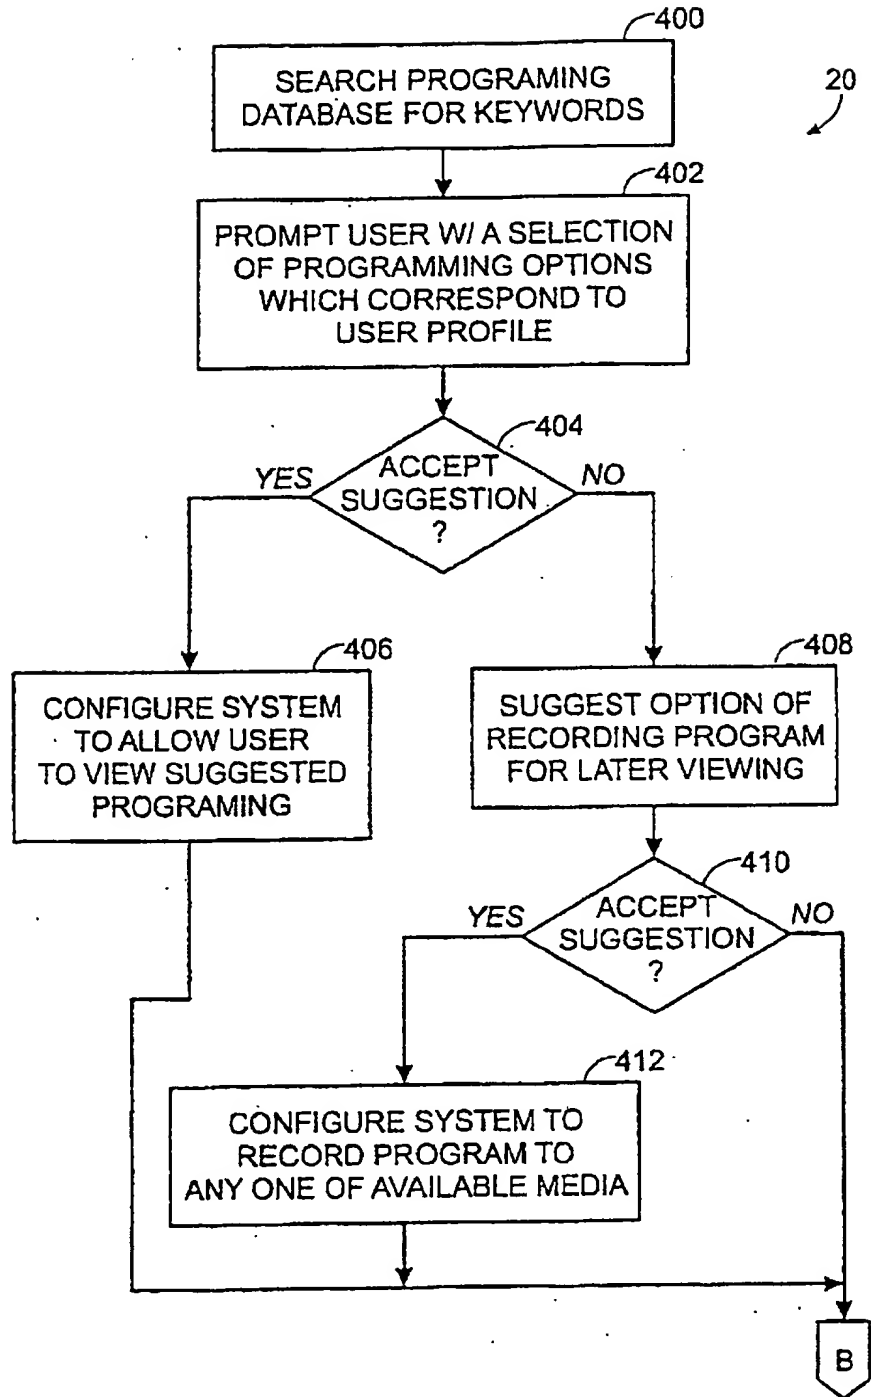 400
SEARCH PROGRAMING
DATABASE FOR KEYWORDS
20
402
PROMPT USER W/ A SELECTION
OF PROGRAMMING OPTIONS
WHICH CORRESPOND TO
USER PROFILE
404
YES
ACCEPT
SUGGESTION
?
NO
406
CONFIGURE SYSTEM
TO ALLOW USER
TO VIEW SUGGESTED
PROGRAMING
408
SUGGEST OPTION OF
RECORDING PROGRAM
FOR LATER VIEWING
410
YES
ACCEPT
SUGGESTION
?
NO
412
CONFIGURE SYSTEM TO
RECORD PROGRAM TO
ANY ONE OF AVAILABLE MEDIA
B